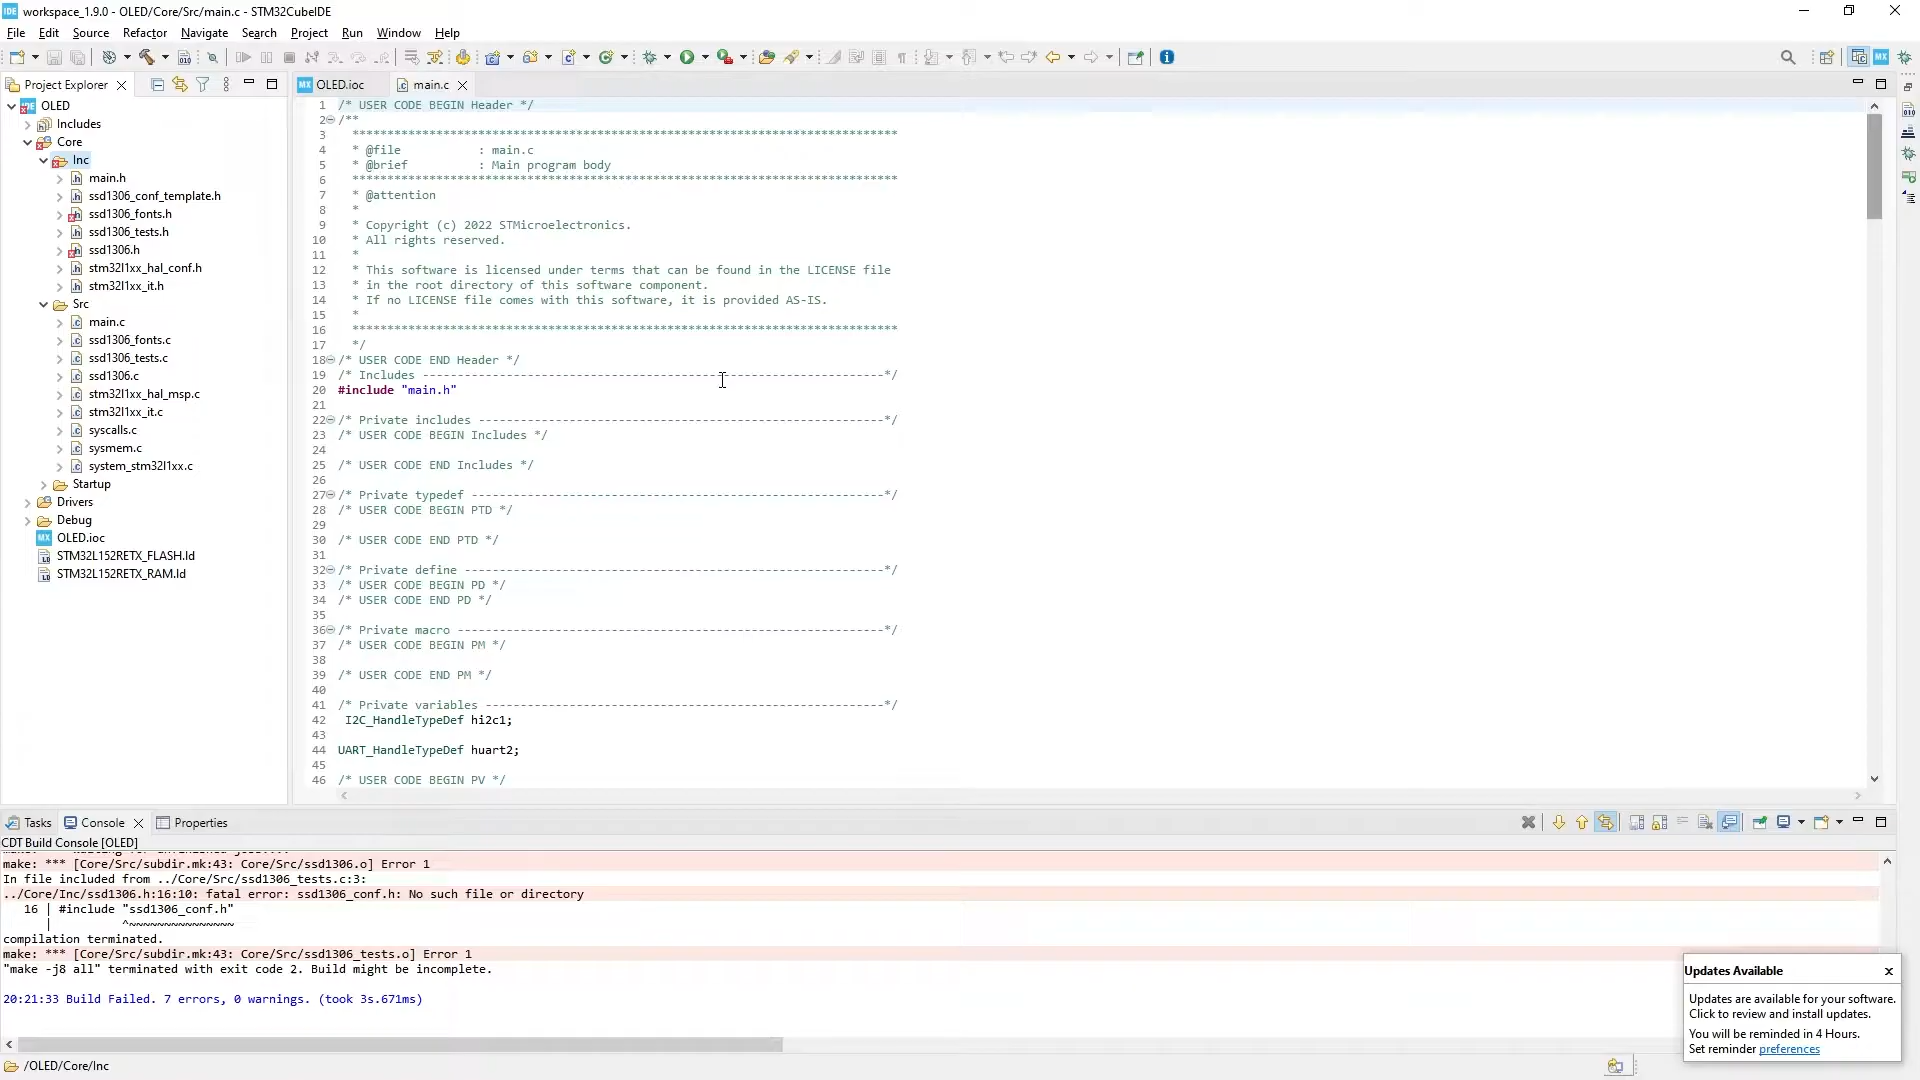 workspace_1.9.0 - OLED/Core/Src/main.c - STM32CubeIDE
File Edit Source Refactor Navigate Search Project Run Window Help
Project Explorer
OLED
Includes
Core
Inc
main.h
ssd1306_conf_template.h
ssd1306_fonts.h
ssd1306_tests.h
ssd1306.h
stm32l1xx_hal_conf.h
stm32l1xx_it.h
Src
main.c
ssd1306_fonts.c
ssd1306_tests.c
ssd1306.c
stm32l1xx_hal_msp.c
stm32l1xx_it.c
syscalls.c
sysmem.c
system_stm32l1xx.c
Startup
Drivers
Debug
OLED.ioc
STM32L152RETX_FLASH.ld
STM32L152RETX_RAM.ld
OLED.ioc main.c
1 /* USER CODE BEGIN Header */
2 /**
3 ******************************************************************************
4 * @file : main.c
5 * @brief : Main program body
6 ******************************************************************************
7 * @attention
8 *
9 * Copyright (c) 2022 STMicroelectronics.
10 * All rights reserved.
11 *
12 * This software is licensed under terms that can be found in the LICENSE file
13 * in the root directory of this software component.
14 * If no LICENSE file comes with this software, it is provided AS-IS.
15 *
16 ******************************************************************************
17 */
18 /* USER CODE END Header */
19 /* Includes ------------------------------------------------------------------*/
20 #include "main.h"
21
22 /* Private includes ----------------------------------------------------------*/
23 /* USER CODE BEGIN Includes */
24
25 /* USER CODE END Includes */
26
27 /* Private typedef -----------------------------------------------------------*/
28 /* USER CODE BEGIN PTD */
29
30 /* USER CODE END PTD */
31
32 /* Private define ------------------------------------------------------------*/
33 /* USER CODE BEGIN PD */
34 /* USER CODE END PD */
35
36 /* Private macro -------------------------------------------------------------*/
37 /* USER CODE BEGIN PM */
38
39 /* USER CODE END PM */
40
41 /* Private variables ---------------------------------------------------------*/
42 I2C_HandleTypeDef hi2c1;
43
44 UART_HandleTypeDef huart2;
45
46 /* USER CODE BEGIN PV */
Tasks Console Properties
CDT Build Console [OLED]
make: *** [Core/Src/subdir.mk:43: Core/Src/ssd1306.o] Error 1
In file included from ../Core/Src/ssd1306_tests.c:3:
../Core/Inc/ssd1306.h:16:10: fatal error: ssd1306_conf.h: No such file or directory
16 | #include "ssd1306_conf.h"
| ^~~~~~~~~~~~~~~~
compilation terminated.
make: *** [Core/Src/subdir.mk:43: Core/Src/ssd1306_tests.o] Error 1
"make -j8 all" terminated with exit code 2. Build might be incomplete.
20:21:33 Build Failed. 7 errors, 0 warnings. (took 3s.671ms)
Updates Available
Updates are available for your software.
Click to review and install updates.
You will be reminded in 4 Hours.
Set reminder preferences
/OLED/Core/Inc